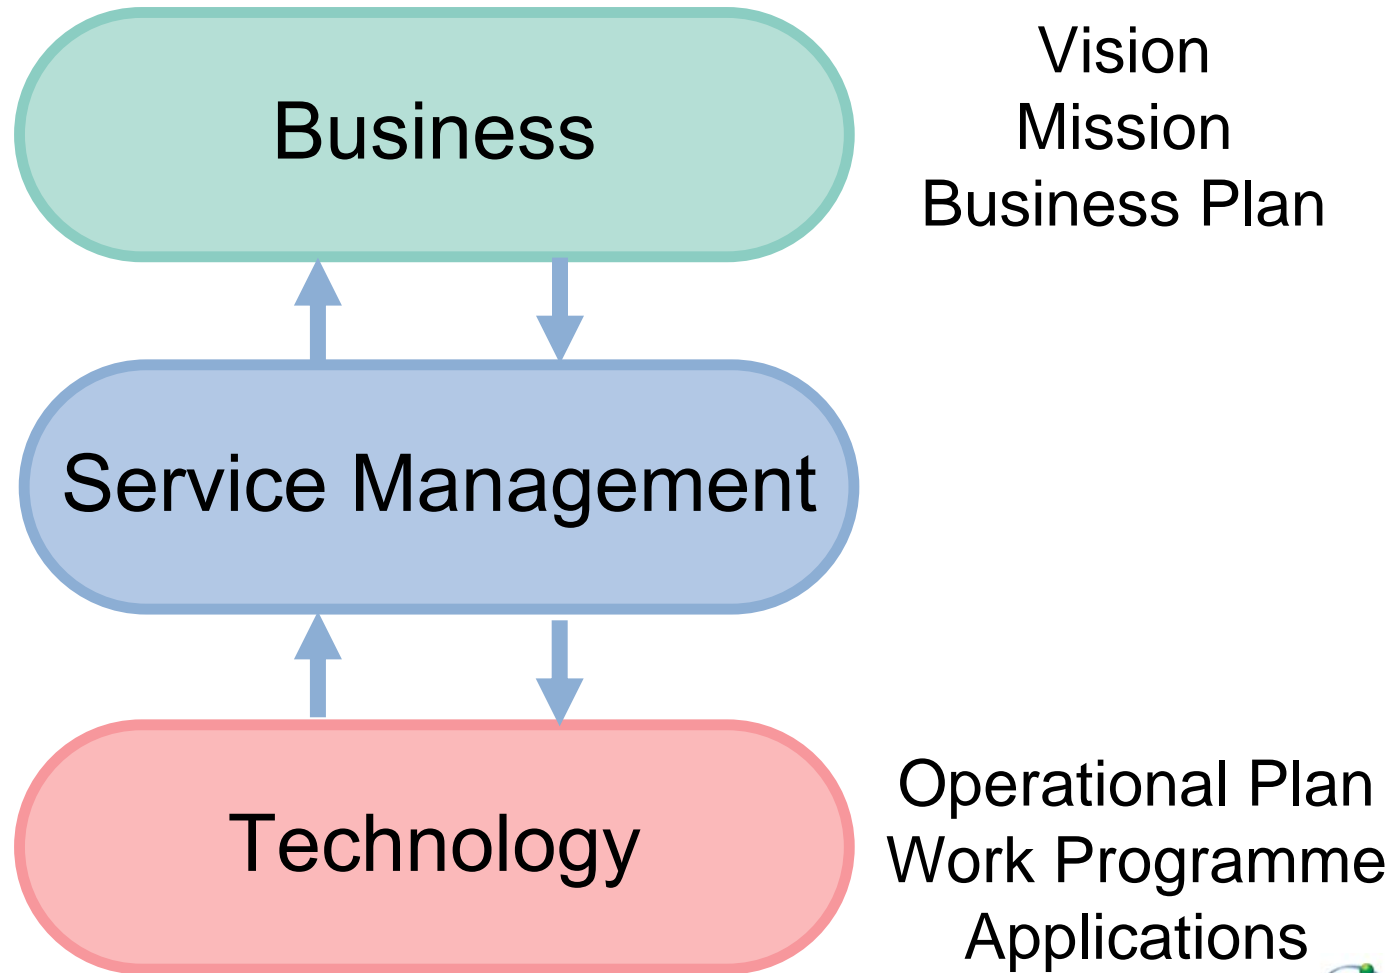 Business
Vision
Mission
Business Plan
Service Management
Technology
Operational Plan
Work Programme
Applications